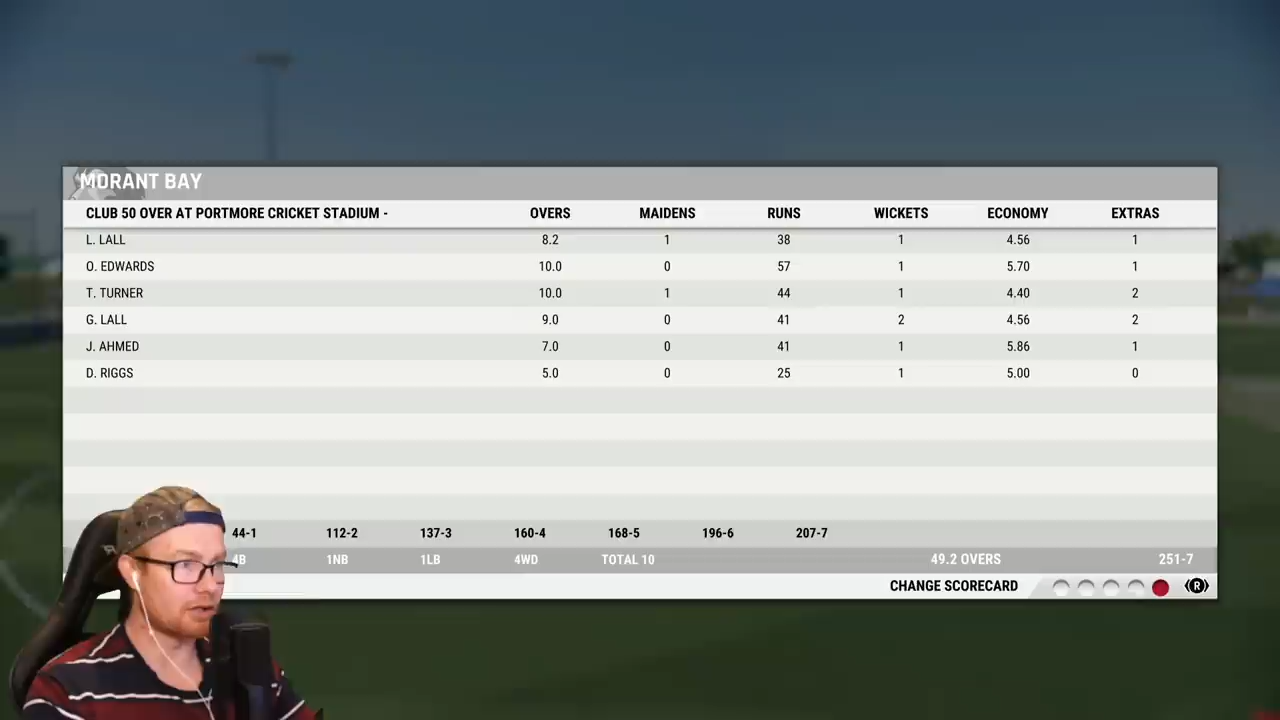 MORANT BAY
CLUB 50 OVER AT PORTMORE CRICKET STADIUM - OVERS MAIDENS RUNS WICKETS ECONOMY EXTRAS
L. LALL 8.2 1 38 1 4.56 1
O. EDWARDS 10.0 0 57 1 5.70 1
T. TURNER 10.0 1 44 1 4.40 2
G. LALL 9.0 0 41 2 4.56 2
J. AHMED 7.0 0 41 1 5.86 1
D. RIGGS 5.0 0 25 1 5.00 0
44-1 112-2 137-3 160-4 168-5 196-6 207-7
4B 1NB 1LB 4WD TOTAL 10 49.2 OVERS 251-7
CHANGE SCORECARD R